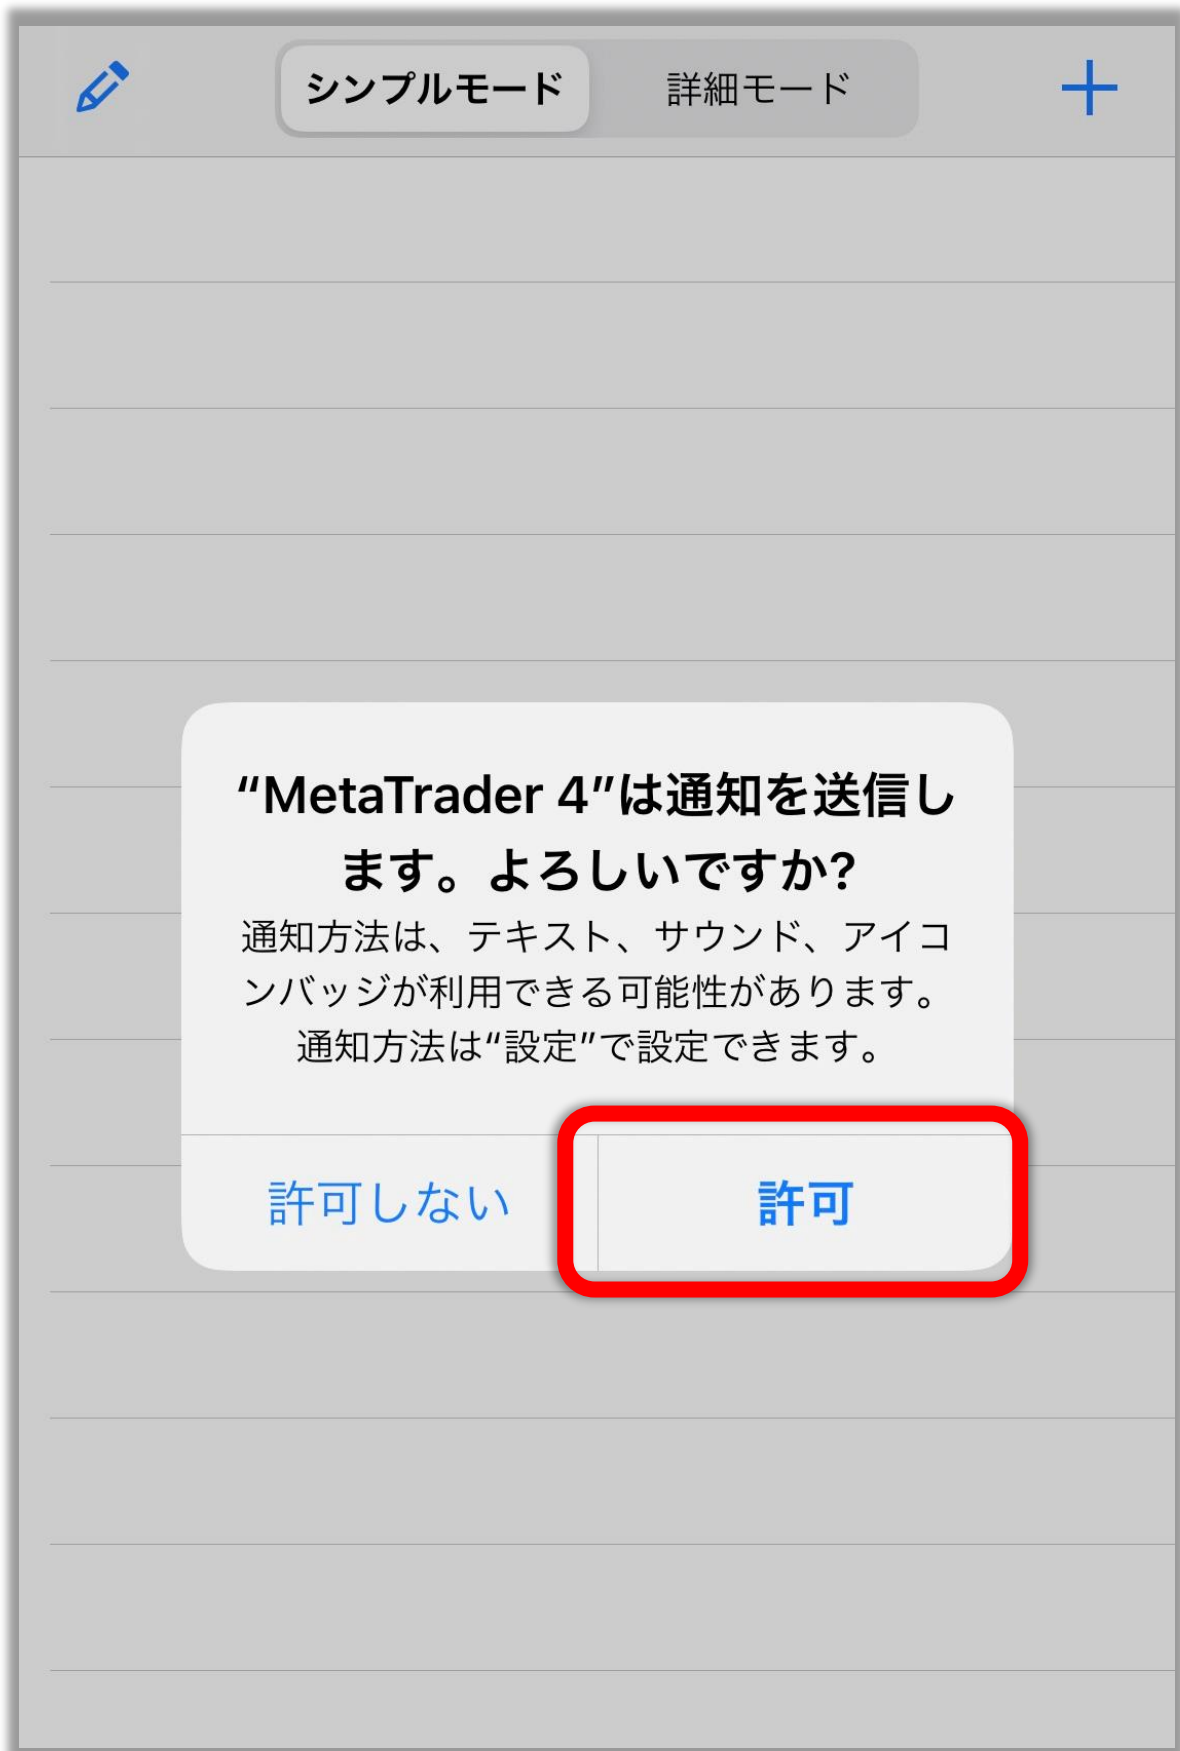 シンプルモード 詳細モード
“MetaTrader 4”は通知を送信し
ます。よろしいですか?
通知方法は、テキスト、サウンド、アイコ
ンバッジが利用できる可能性があります。
通知方法は“設定”で設定できます。
許可しない 許可